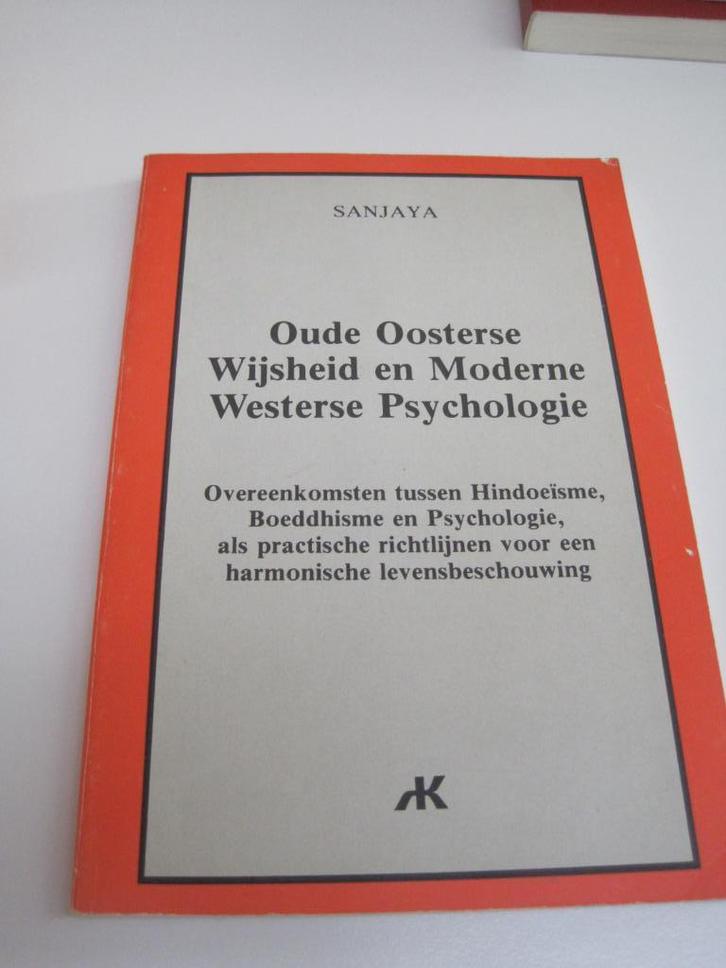 SANJAYA
Oude Oosterse
Wijsheid en Moderne
Westerse Psychologie
Overeenkomsten tussen Hindoeïsme,
Boeddhisme en Psychologie,
als practische richtlijnen voor een
harmonische levensbeschouwing